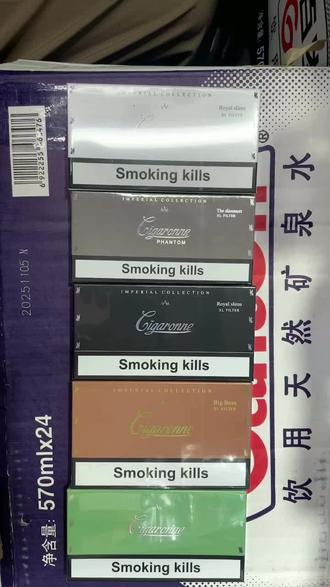 IMPERIAL COLLECTION
Royal slims
XL FILTER
Smoking kills
IMPERIAL COLLECTION
The slimmest
XL FILTER
Cigaronne
PHANTOM
Smoking kills
IMPERIAL COLLECTION
Royal slims
XL FILTER
Cigaronne
Smoking kills
IMPERIAL COLLECTION
Big Boss
XL FILTER
Cigaronne
Smoking kills
Cigaronne
Smoking kills
20251105 N
净含量: 570mlx24
饮用天然矿泉水